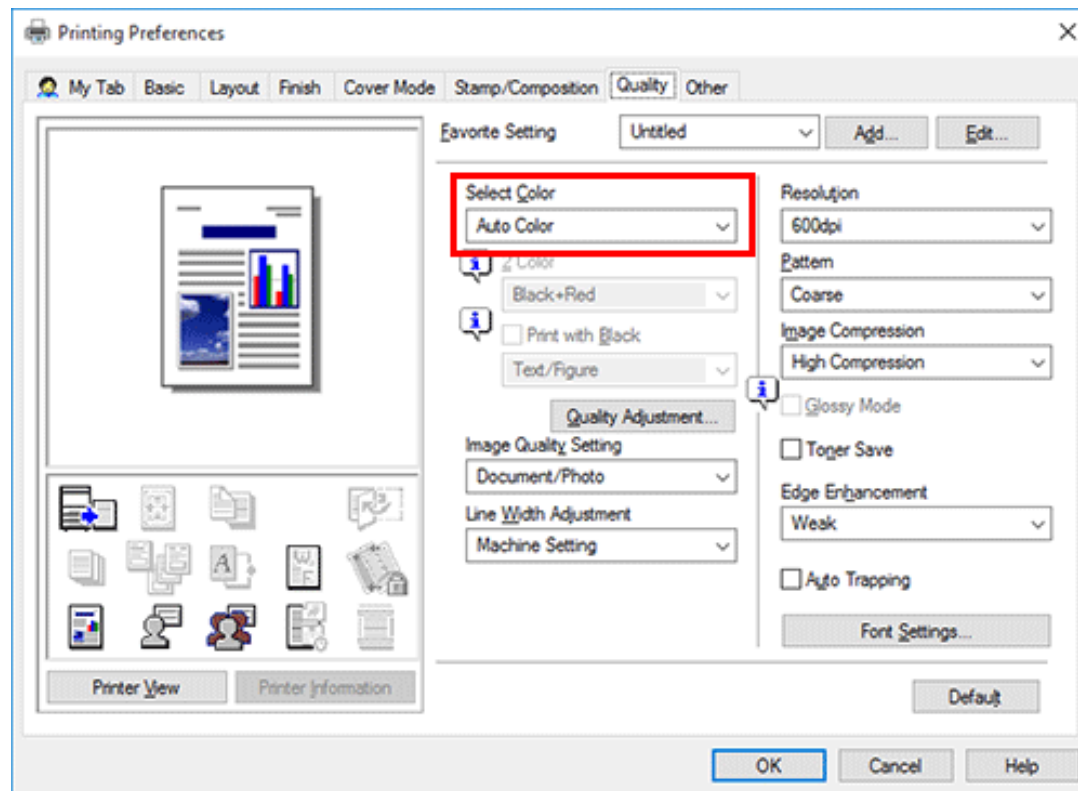 Printing Preferences
My Tab Basic Layout Finish Cover Mode Stamp/Composition Quality Other
Favorite Setting Untitled Add... Edit...
Select Color
Auto Color
2 Color
Black+Red
Print with Black
Text/Figure
Quality Adjustment...
Image Quality Setting
Document/Photo
Line Width Adjustment
Machine Setting
Resolution
600dpi
Pattern
Coarse
Image Compression
High Compression
Glossy Mode
Toner Save
Edge Enhancement
Weak
Auto Trapping
Font Settings...
Printer View Printer Information
Default
OK Cancel Help